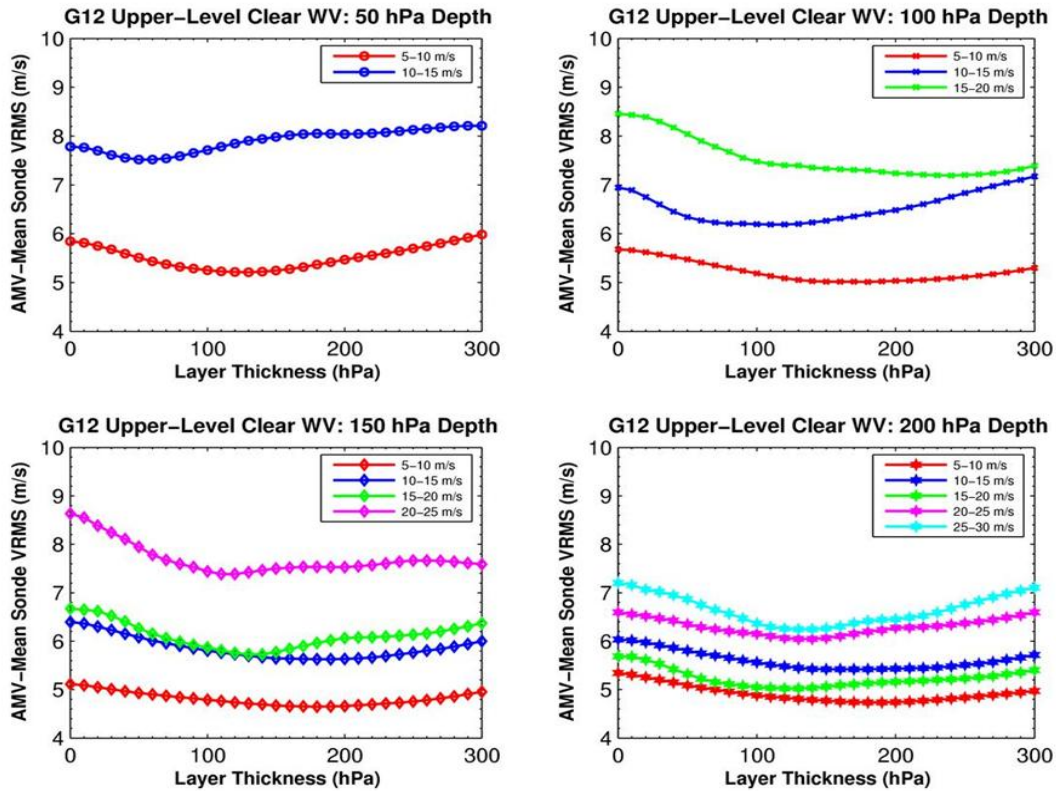 G12 Upper-Level Clear WV: 50 hPa Depth
AMV-Mean Sonde VRMS (m/s)
10
9
8
7
6
5
4
5-10 m/s
10-15 m/s
0
100
200
300
Layer Thickness (hPa)
G12 Upper-Level Clear WV: 100 hPa Depth
AMV-Mean Sonde VRMS (m/s)
10
9
8
7
6
5
4
5-10 m/s
10-15 m/s
15-20 m/s
0
100
200
300
Layer Thickness (hPa)
G12 Upper-Level Clear WV: 150 hPa Depth
AMV-Mean Sonde VRMS (m/s)
10
9
8
7
6
5
4
5-10 m/s
10-15 m/s
15-20 m/s
20-25 m/s
0
100
200
300
Layer Thickness (hPa)
G12 Upper-Level Clear WV: 200 hPa Depth
AMV-Mean Sonde VRMS (m/s)
10
9
8
7
6
5
4
5-10 m/s
10-15 m/s
15-20 m/s
20-25 m/s
25-30 m/s
0
100
200
300
Layer Thickness (hPa)